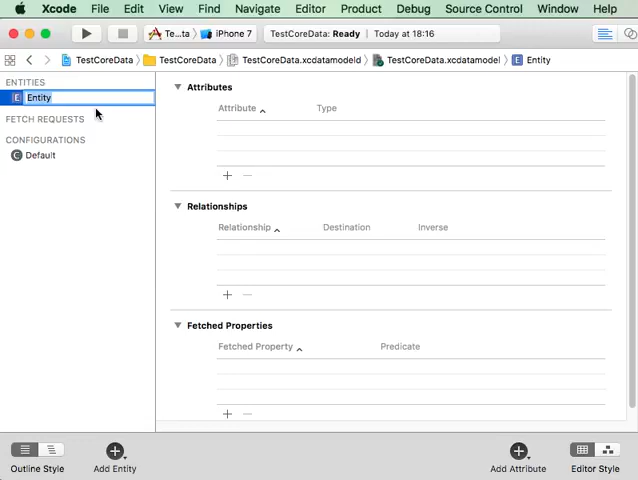 Xcode File Edit View Find Navigate Editor Product Debug Source Control Window Help
Te...ta iPhone 7 TestCoreData: Ready Today at 18:16
TestCoreData TestCoreData TestCoreData.xcdatamodeld TestCoreData.xcdatamodel Entity
ENTITIES
E Entity
FETCH REQUESTS
CONFIGURATIONS
C Default
Attributes
Attribute Type
Relationships
Relationship Destination Inverse
Fetched Properties
Fetched Property Predicate
Outline Style Add Entity Add Attribute Editor Style